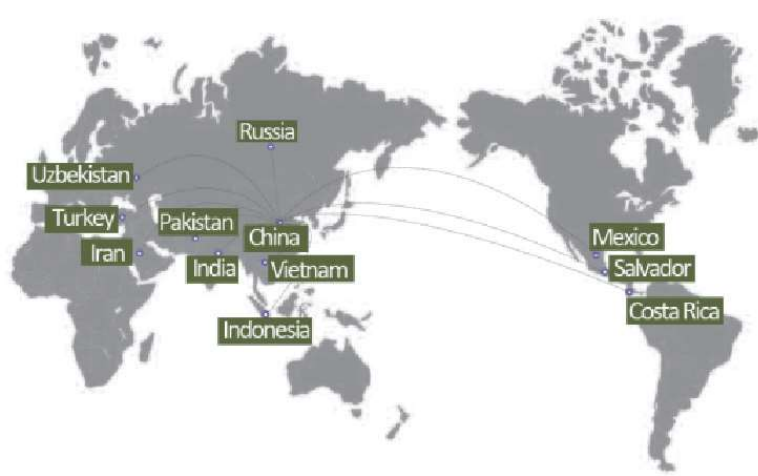 Russia
Uzbekistan
Turkey
Pakistan
China
Mexico
Iran
India
Vietnam
Salvador
Costa Rica
Indonesia